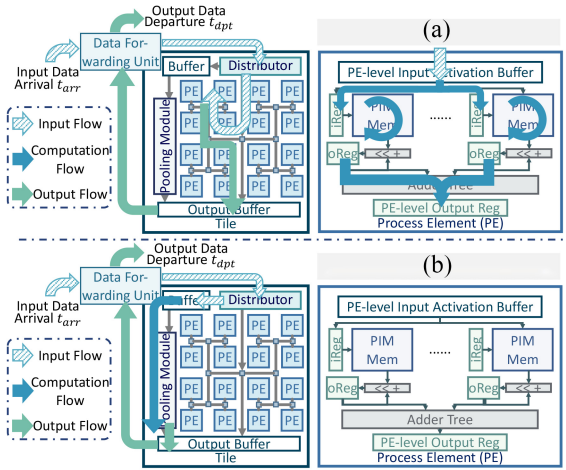 Output Data
Departure tdpt
(a)
Data For-
warding Unit
Input Data
Arrival tarr
Buffer
Distributor
PE-level Input Activation Buffer
Input Flow
Computation
Flow
Output Flow
Pooling Module
PE PE PE PE
PE PE PE PE
PE PE PE PE
PE PE PE PE
iReg
PIM
Mem
......
iReg
PIM
Mem
oReg
<< +
oReg
<< +
Adder Tree
Output Buffer
Tile
PE-level Output Reg
Process Element (PE)
Output Data
Departure tdpt
(b)
Data For-
warding Unit
Input Data
Arrival tarr
Buffer
Distributor
PE-level Input Activation Buffer
Input Flow
Computation
Flow
Output Flow
Pooling Module
PE PE PE PE
PE PE PE PE
PE PE PE PE
PE PE PE PE
iReg
PIM
Mem
......
iReg
PIM
Mem
oReg
<< +
oReg
<< +
Adder Tree
Output Buffer
Tile
PE-level Output Reg
Process Element (PE)